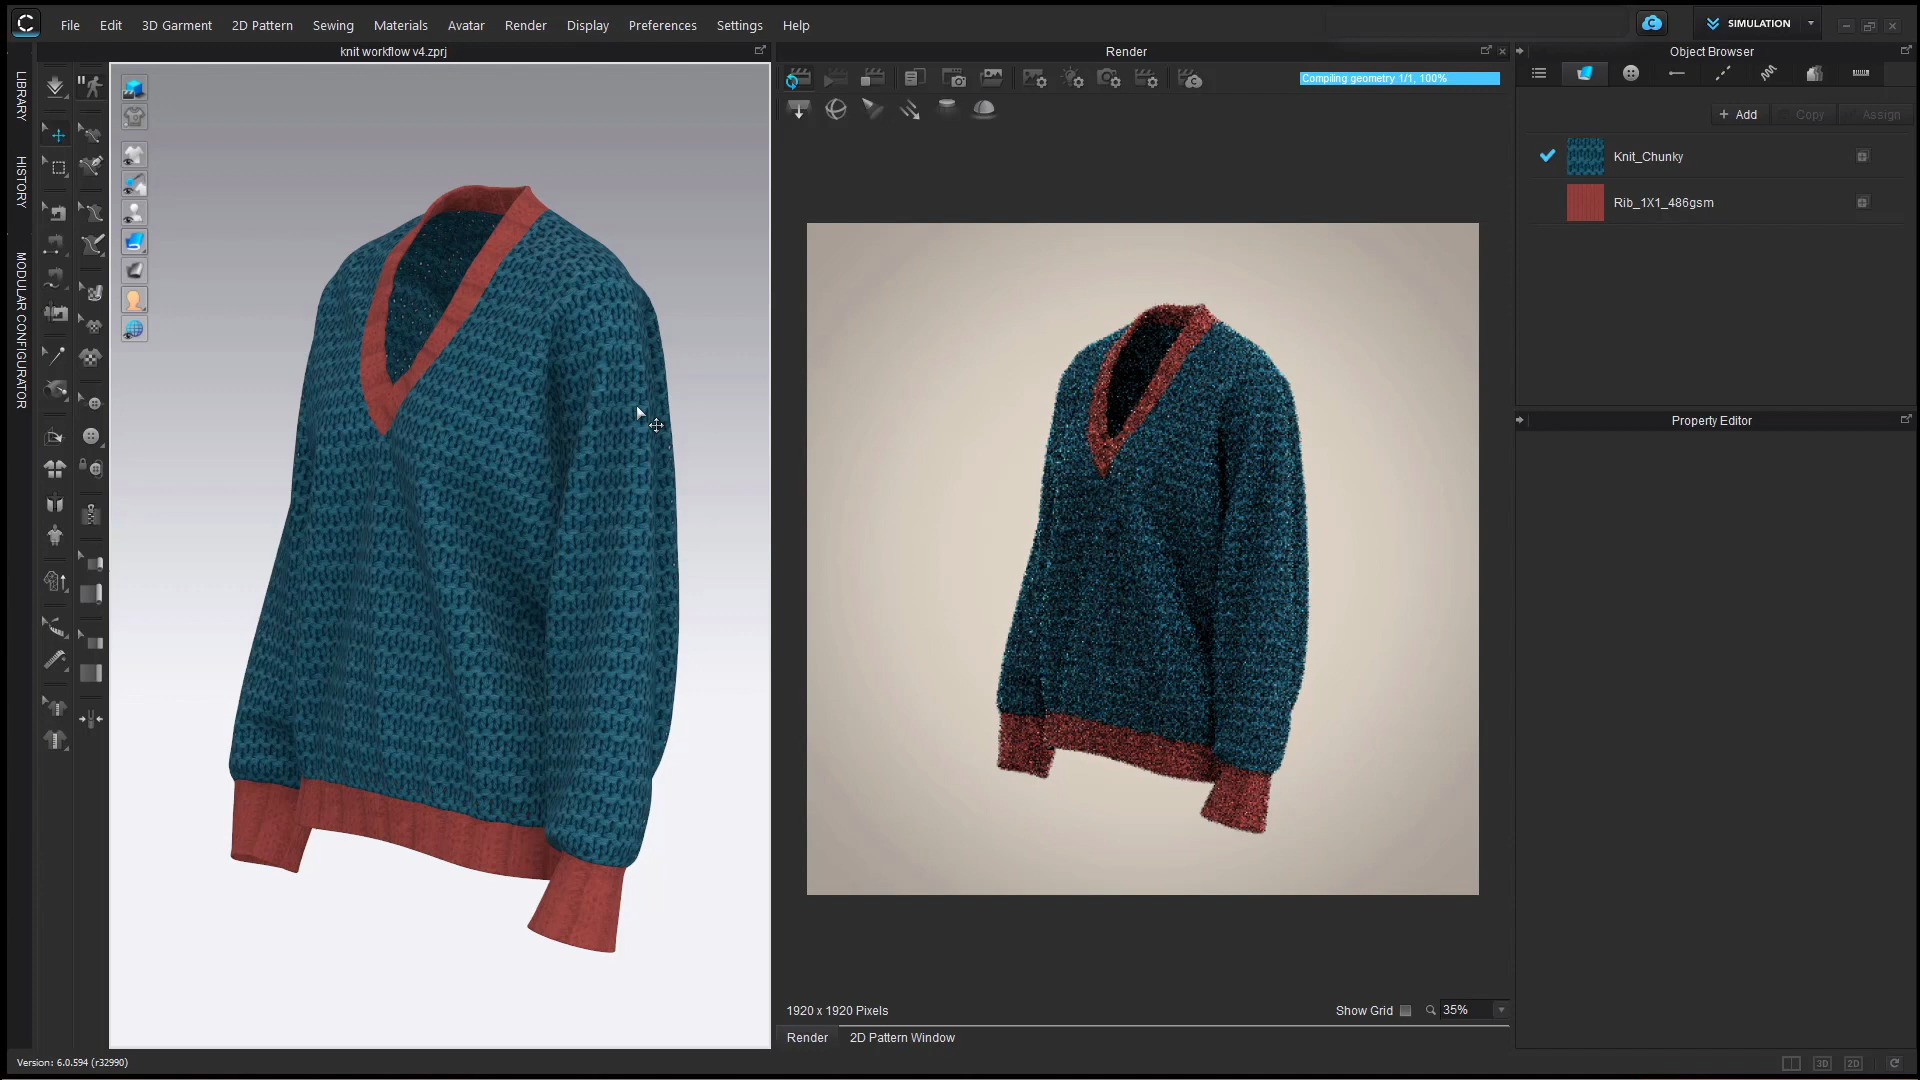 File Edit 3D Garment 2D Pattern Sewing Materials Avatar Render Display Preferences Settings Help
SIMULATION
knit workflow v4.zprj
Render
Object Browser
LIBRARY
HISTORY
MODULAR CONFIGURATOR
Compiling geometry 1/1, 100%
+ Add Copy Assign
Knit_Chunky
Rib_1X1_486gsm
Property Editor
1920 x 1920 Pixels
Show Grid
35%
Render
2D Pattern Window
Version: 6.0.594 (r32990)
3D
2D